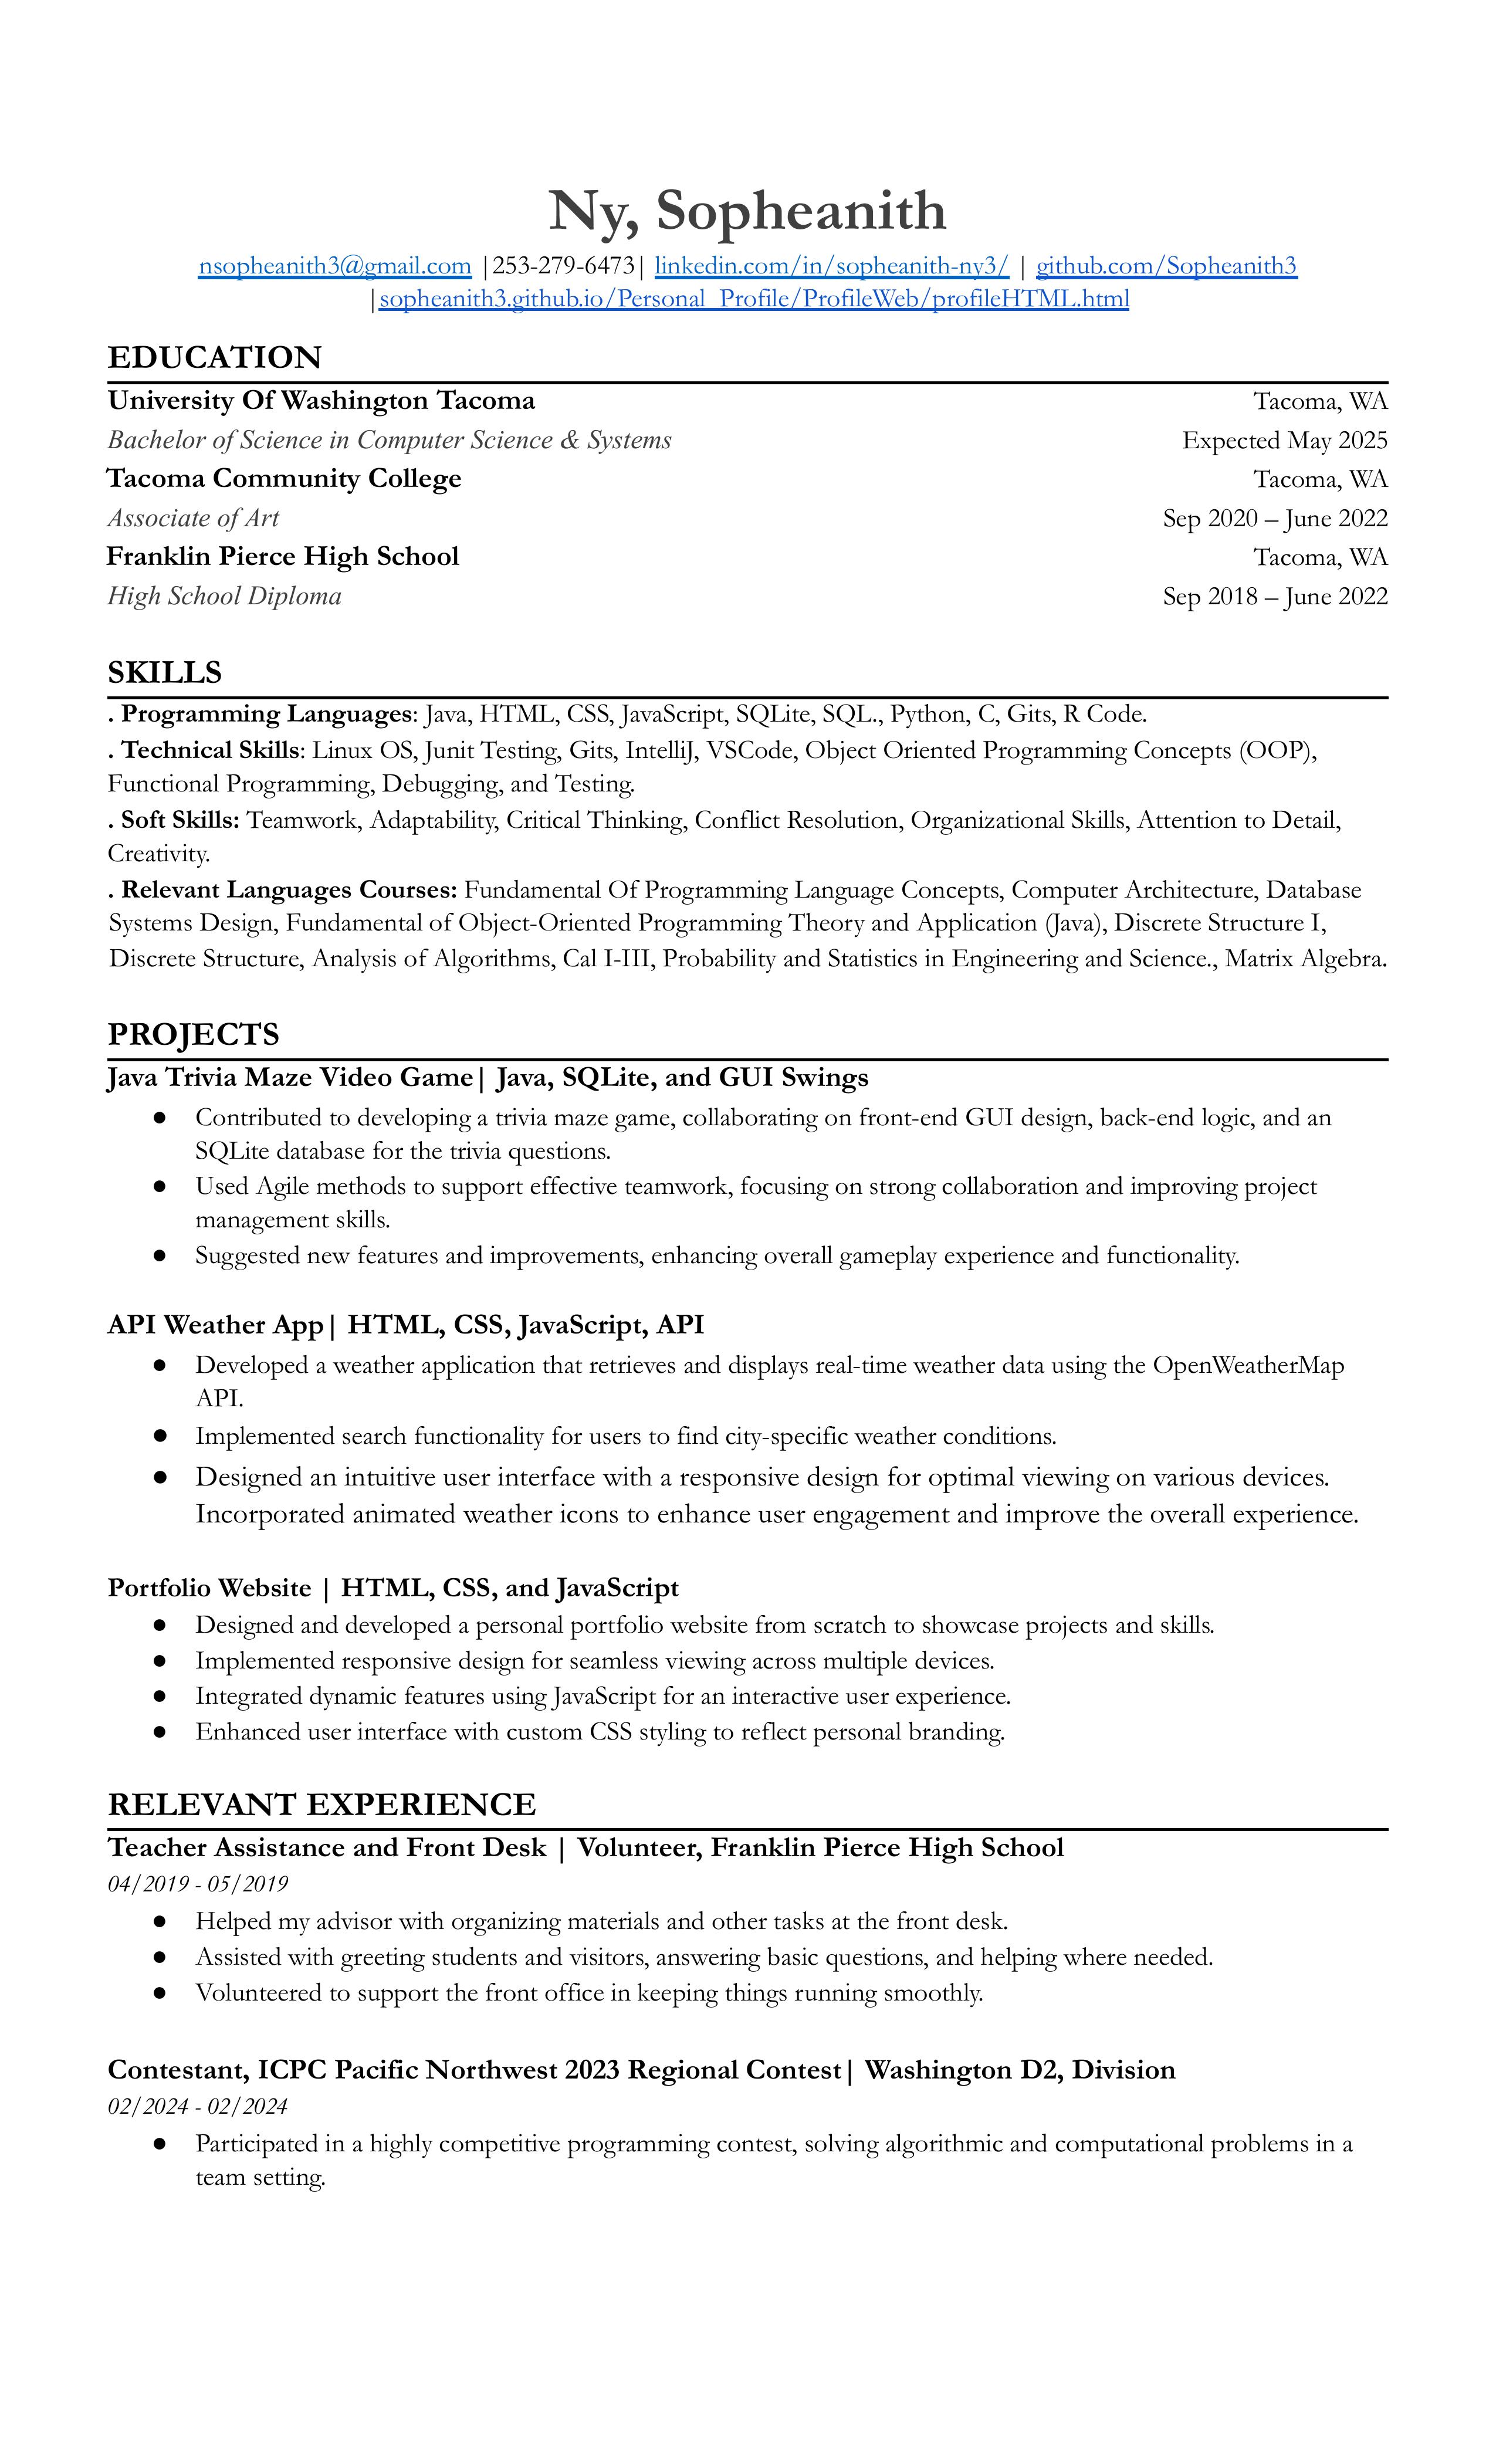 Ny, Sopheanith
nsopheanith3@gmail.com |253-279-6473| linkedin.com/in/sopheanith-ny3/ | github.com/Sopheanith3
|sopheanith3.github.io/Personal_Profile/ProfileWeb/profileHTML.html
EDUCATION
University Of Washington Tacoma Tacoma, WA
Bachelor of Science in Computer Science & Systems Expected May 2025
Tacoma Community College Tacoma, WA
Associate of Art Sep 2020 – June 2022
Franklin Pierce High School Tacoma, WA
High School Diploma Sep 2018 – June 2022
SKILLS
. Programming Languages: Java, HTML, CSS, JavaScript, SQLite, SQL., Python, C, Gits, R Code.
. Technical Skills: Linux OS, Junit Testing, Gits, IntelliJ, VSCode, Object Oriented Programming Concepts (OOP),
Functional Programming, Debugging, and Testing.
. Soft Skills: Teamwork, Adaptability, Critical Thinking, Conflict Resolution, Organizational Skills, Attention to Detail,
Creativity.
. Relevant Languages Courses: Fundamental Of Programming Language Concepts, Computer Architecture, Database
Systems Design, Fundamental of Object-Oriented Programming Theory and Application (Java), Discrete Structure I,
Discrete Structure, Analysis of Algorithms, Cal I-III, Probability and Statistics in Engineering and Science., Matrix Algebra.
PROJECTS
Java Trivia Maze Video Game| Java, SQLite, and GUI Swings
● Contributed to developing a trivia maze game, collaborating on front-end GUI design, back-end logic, and an
SQLite database for the trivia questions.
● Used Agile methods to support effective teamwork, focusing on strong collaboration and improving project
management skills.
● Suggested new features and improvements, enhancing overall gameplay experience and functionality.
API Weather App| HTML, CSS, JavaScript, API
● Developed a weather application that retrieves and displays real-time weather data using the OpenWeatherMap
API.
● Implemented search functionality for users to find city-specific weather conditions.
● Designed an intuitive user interface with a responsive design for optimal viewing on various devices.
Incorporated animated weather icons to enhance user engagement and improve the overall experience.
Portfolio Website | HTML, CSS, and JavaScript
● Designed and developed a personal portfolio website from scratch to showcase projects and skills.
● Implemented responsive design for seamless viewing across multiple devices.
● Integrated dynamic features using JavaScript for an interactive user experience.
● Enhanced user interface with custom CSS styling to reflect personal branding.
RELEVANT EXPERIENCE
Teacher Assistance and Front Desk | Volunteer, Franklin Pierce High School
04/2019 - 05/2019
● Helped my advisor with organizing materials and other tasks at the front desk.
● Assisted with greeting students and visitors, answering basic questions, and helping where needed.
● Volunteered to support the front office in keeping things running smoothly.
Contestant, ICPC Pacific Northwest 2023 Regional Contest| Washington D2, Division
02/2024 - 02/2024
● Participated in a highly competitive programming contest, solving algorithmic and computational problems in a
team setting.